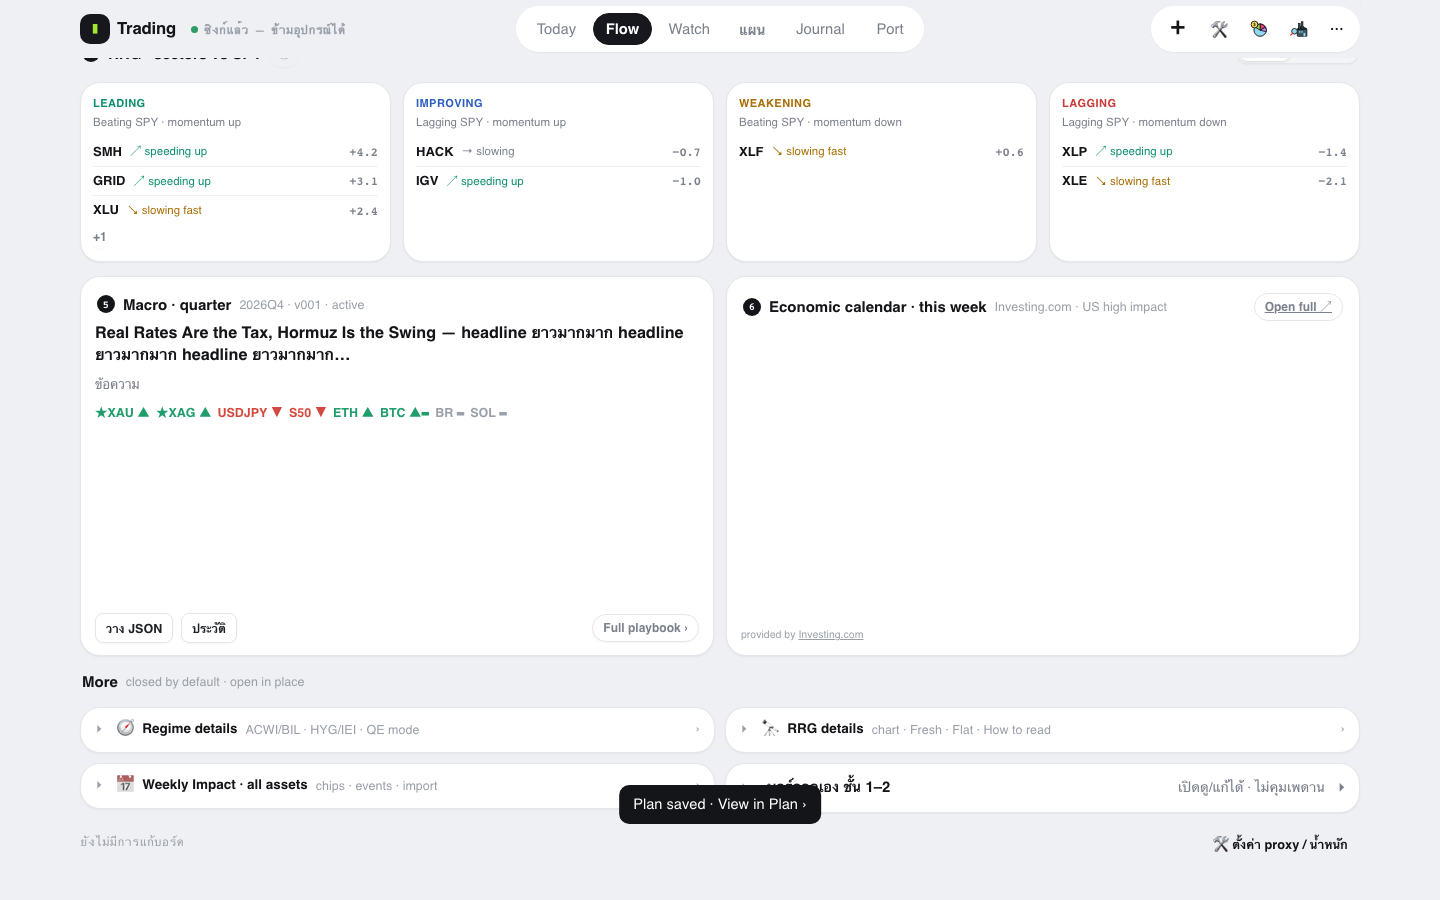 Trading
ซิงก์แล้ว — ข้ามอุปกรณ์ได้
Today Flow Watch แผน Journal Port
LEADING
Beating SPY · momentum up
SMH ↗ speeding up +4.2
GRID ↗ speeding up +3.1
XLU ↘ slowing fast +2.4
+1
IMPROVING
Lagging SPY · momentum up
HACK → slowing −0.7
IGV ↗ speeding up −1.0
WEAKENING
Beating SPY · momentum down
XLF ↘ slowing fast +0.6
LAGGING
Lagging SPY · momentum down
XLP ↗ speeding up −1.4
XLE ↘ slowing fast −2.1
5 Macro · quarter 2026Q4 · v001 · active
Real Rates Are the Tax, Hormuz Is the Swing — headline ยาวมากมาก headline
ยาวมากมาก headline ยาวมากมาก…
ข้อความ
★XAU ▲ ★XAG ▲ USDJPY ▼ S50 ▼ ETH ▲ BTC ▲▬ BR ▬ SOL ▬
วาง JSON ประวัติ Full playbook ›
6 Economic calendar · this week Investing.com · US high impact Open full ↗
provided by Investing.com
More closed by default · open in place
Regime details ACWI/BIL · HYG/IEI · QE mode ›
RRG details chart · Fresh · Flat · How to read ›
Weekly Impact · all assets chips · events · import
ชั้น 1–2 เปิดดู/แก้ได้ · ไม่คุมเพดาน
Plan saved · View in Plan ›
ยังไม่มีการแก้บอร์ด
ตั้งค่า proxy / น้ำหนัก